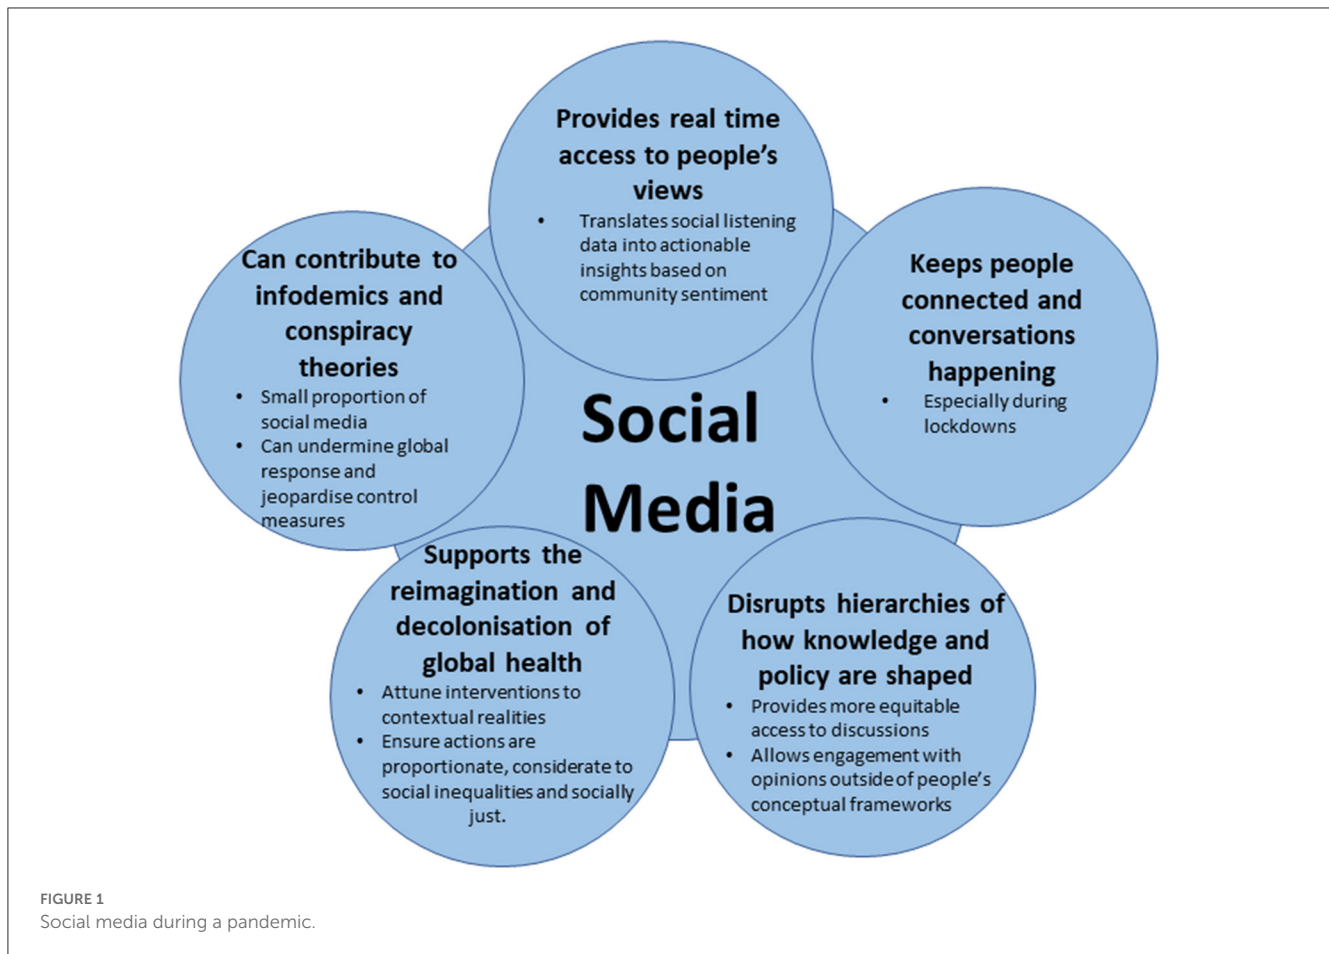 Provides real time
access to people's
views
• Translates social listening
data into actionable
insights based on
community sentiment
Keeps people
connected and
conversations
happening
• Especially during
lockdowns
Disrupts hierarchies of
how knowledge and
policy are shaped
• Provides more equitable
access to discussions
• Allows engagement with
opinions outside of people's
conceptual frameworks
Supports the
reimagination and
decolonisation of
global health
• Attune interventions to
contextual realities
• Ensure actions are
proportionate, considerate to
social inequalities and socially
just.
Can contribute to
infodemics and
conspiracy
theories
• Small proportion of
social media
• Can undermine global
response and
jeopardise control
measures
Social
Media
FIGURE 1
Social media during a pandemic.